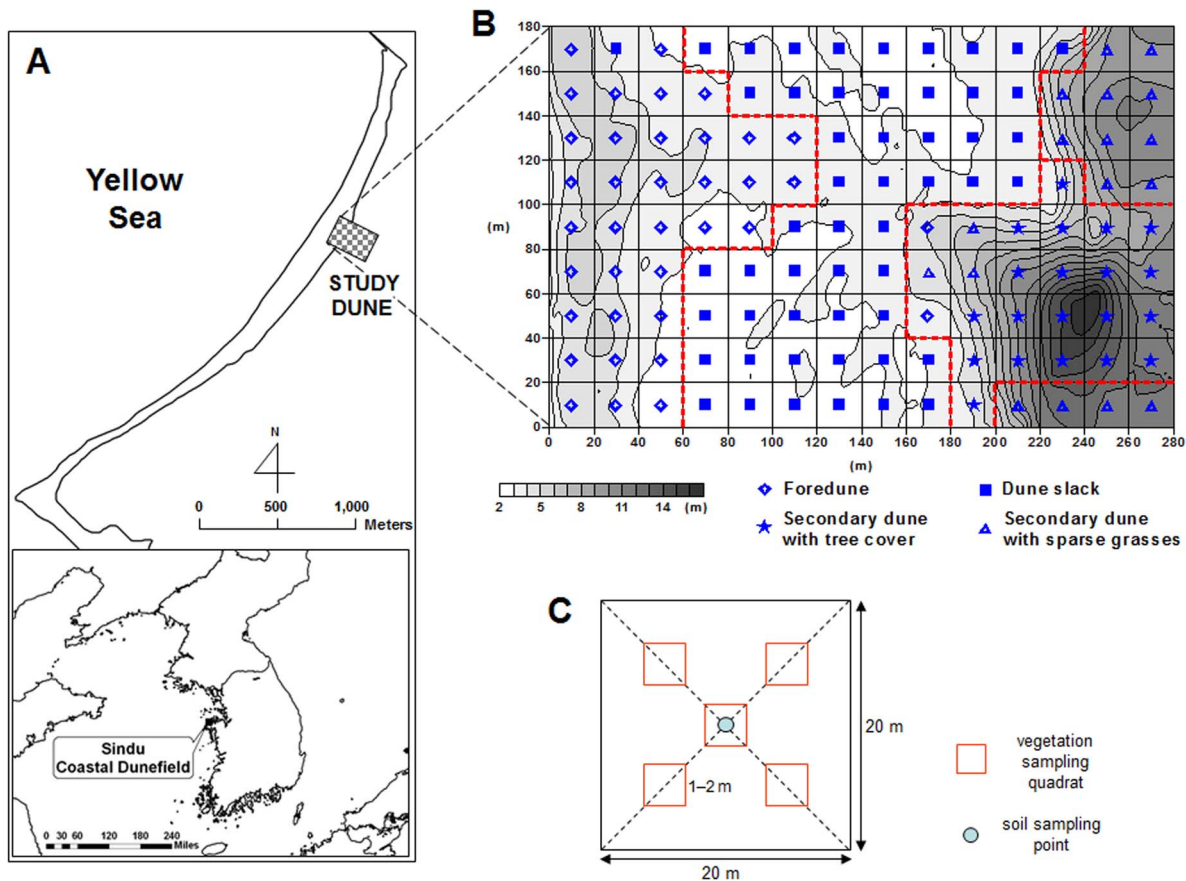 A
Yellow
Sea
STUDY
DUNE
N
0 500 1,000
Meters
Sindu
Coastal Dunefield
0 30 60 120 180 240
Miles
B
180
160
140
120
100
(m)
80
60
40
20
0
0 20 40 60 80 100 120 140 160 180 200 220 240 260 280
(m)
2 5 8 11 14 (m)
Foredune
Dune slack
Secondary dune
with tree cover
Secondary dune
with sparse grasses
C
20 m
1–2 m
20 m
vegetation
sampling
quadrat
soil sampling
point